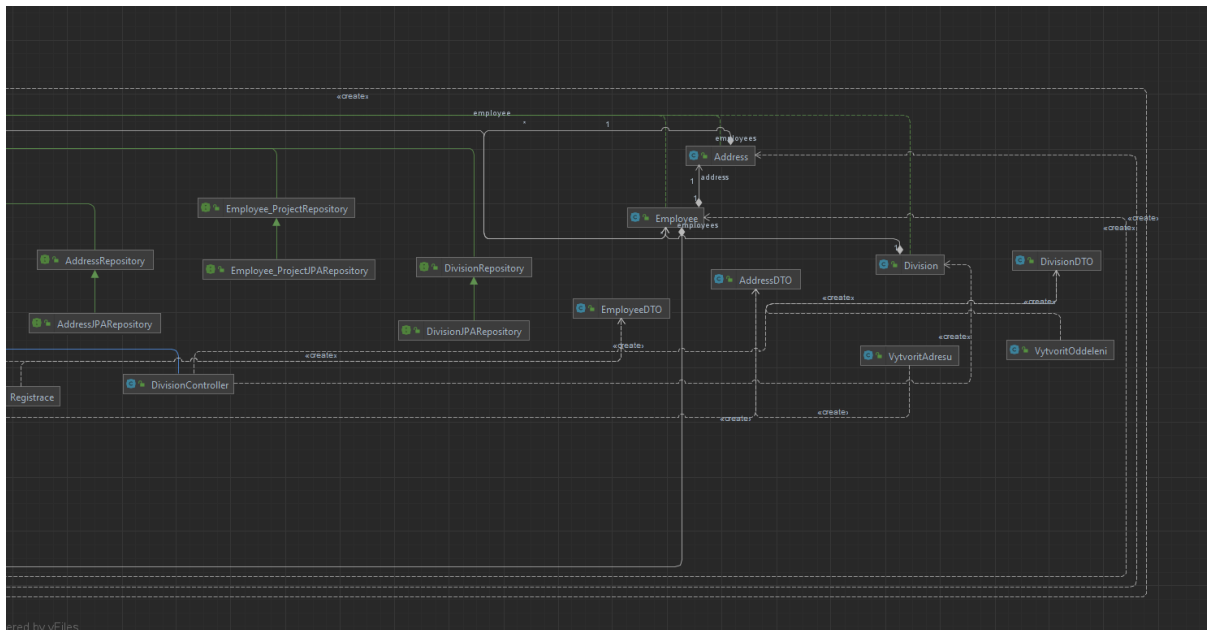 «create»
employee
*
1
employees
Address
1
address
1
Employee_ProjectRepository
Employee
employees
«create»
«create»
AddressRepository
Employee_ProjectJPARepository
DivisionRepository
Division
DivisionDTO
AddressDTO
«create»
«create»
EmployeeDTO
AddressJPARepository
DivisionJPARepository
«create»
«create»
«create»
VytvoritAdresu
VytvoritOddeleni
DivisionController
Registrace
«create»
«create»
ered by yFiles